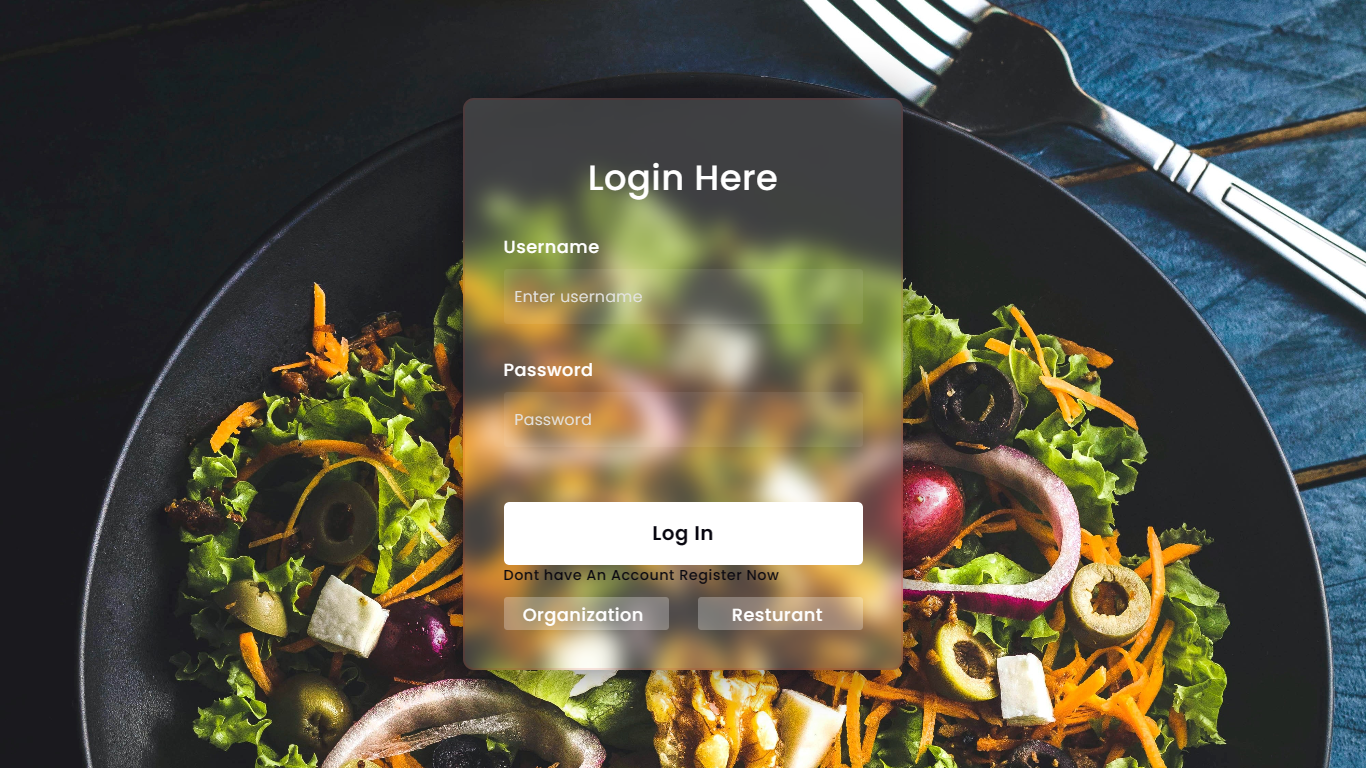 Login Here
Username
Enter username
Password
Password
Log In
Dont have An Account Register Now
Organization Resturant